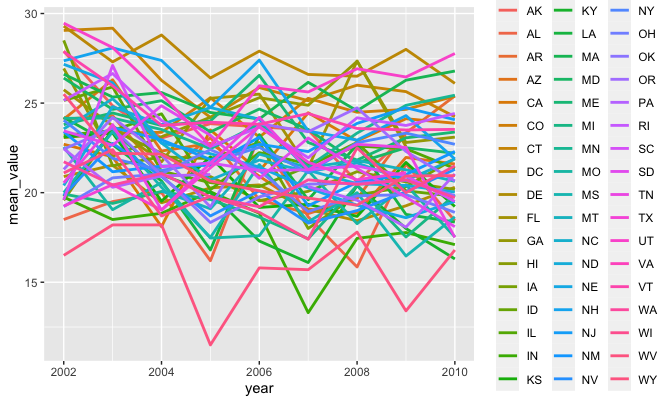 30
25
20
15
mean_value
2002 2004 2006 2008 2010
year
AK KY NY
AL LA OH
AR MA OK
AZ MD OR
CA ME PA
CO MI RI
CT MN SC
DC MO SD
DE MS TN
FL MT TX
GA NC UT
HI ND VA
IA NE VT
ID NH WA
IL NJ WI
IN NM WV
KS NV WY